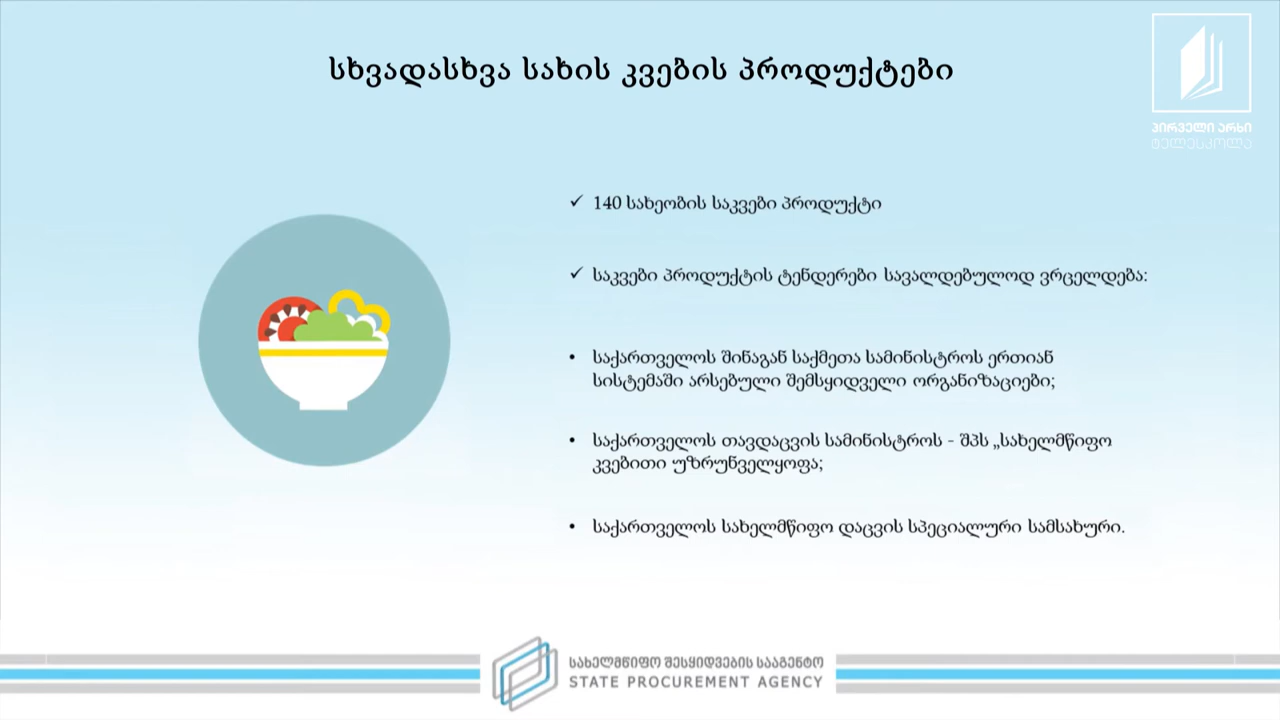 სხვადასხვა სახის კვების პროდუქტები
პირველი არხი
ტელესკოლა
✓ 140 სახეობის საკვები პროდუქტი
✓ საკვები პროდუქტის ტენდერები სავალდებულოდ ვრცელდება:
• საქართველოს შინაგან საქმეთა სამინისტროს ერთიან
სისტემაში არსებული შემსყიდველი ორგანიზაციები;
• საქართველოს თავდაცვის სამინისტროს - შპს „სახელმწიფო
კვებითი უზრუნველყოფა;
• საქართველოს სახელმწიფო დაცვის სპეციალური სამსახური.
სახელმწიფო შესყიდვების სააგენტო
STATE PROCUREMENT AGENCY